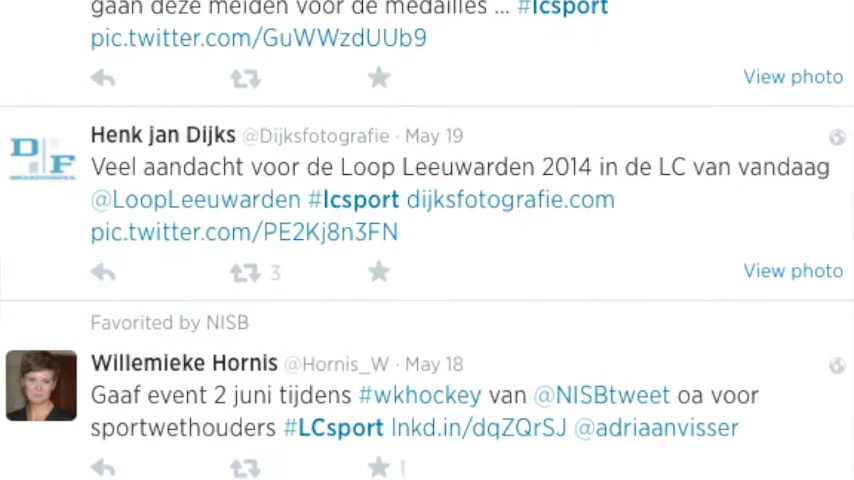 gaan deze meiden voor de medailles ... #lcsport
pic.twitter.com/GuWWzdUUb9
View photo
Henk jan Dijks @Dijksfotografie · May 19
D F
Veel aandacht voor de Loop Leeuwarden 2014 in de LC van vandaag
@LoopLeeuwarden #lcsport dijksfotografie.com
pic.twitter.com/PE2Kj8n3FN
3
View photo
Favorited by NISB
Willemieke Hornis @Hornis_W · May 18
Gaaf event 2 juni tijdens #wkhockey van @NISBtweet oa voor
sportwethouders #LCsport lnkd.in/dqZQrSJ @adriaanvisser
1